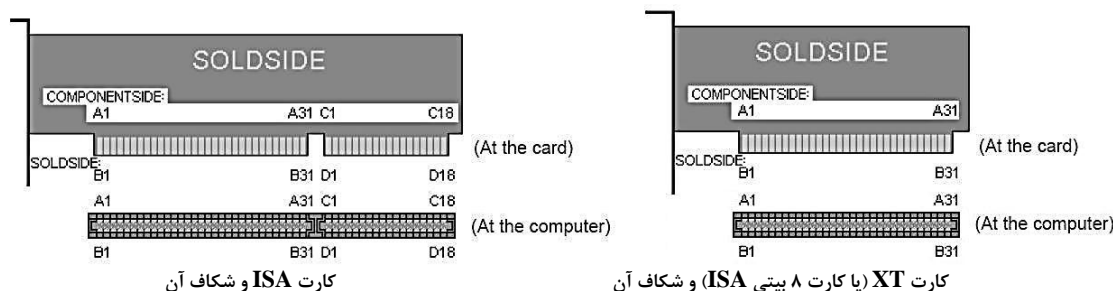 SOLDSIDE
COMPONENTSIDE:
A1 A31 C1 C18
(At the card)
SOLDSIDE:
B1 B31 D1 D18
A1 A31 C1 C18
(At the computer)
B1 B31 D1 D18
کارت ISA و شکاف آن
SOLDSIDE
COMPONENTSIDE:
A1 A31
(At the card)
SOLDSIDE:
B1 B31
A1 A31
(At the computer)
B1 B31
کارت XT (یا کارت ۸ بیتی ISA) و شکاف آن